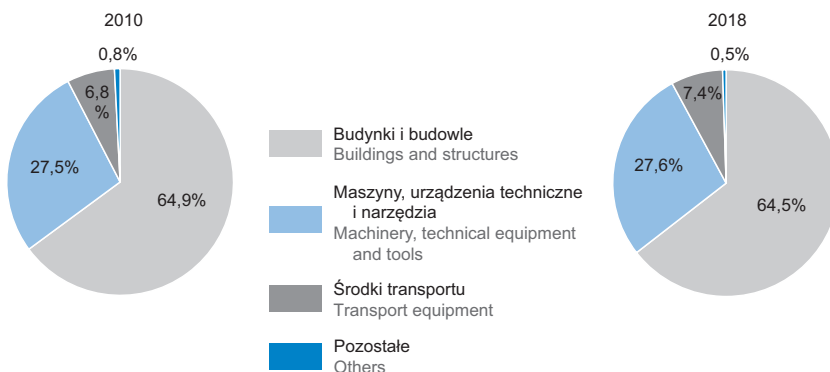 2010
0,8%
6,8
%
27,5%
64,9%
Budynki i budowle
Buildings and structures
Maszyny, urządzenia techniczne
i narzędzia
Machinery, technical equipment
and tools
Środki transportu
Transport equipment
Pozostałe
Others
2018
0,5%
7,4%
27,6%
64,5%